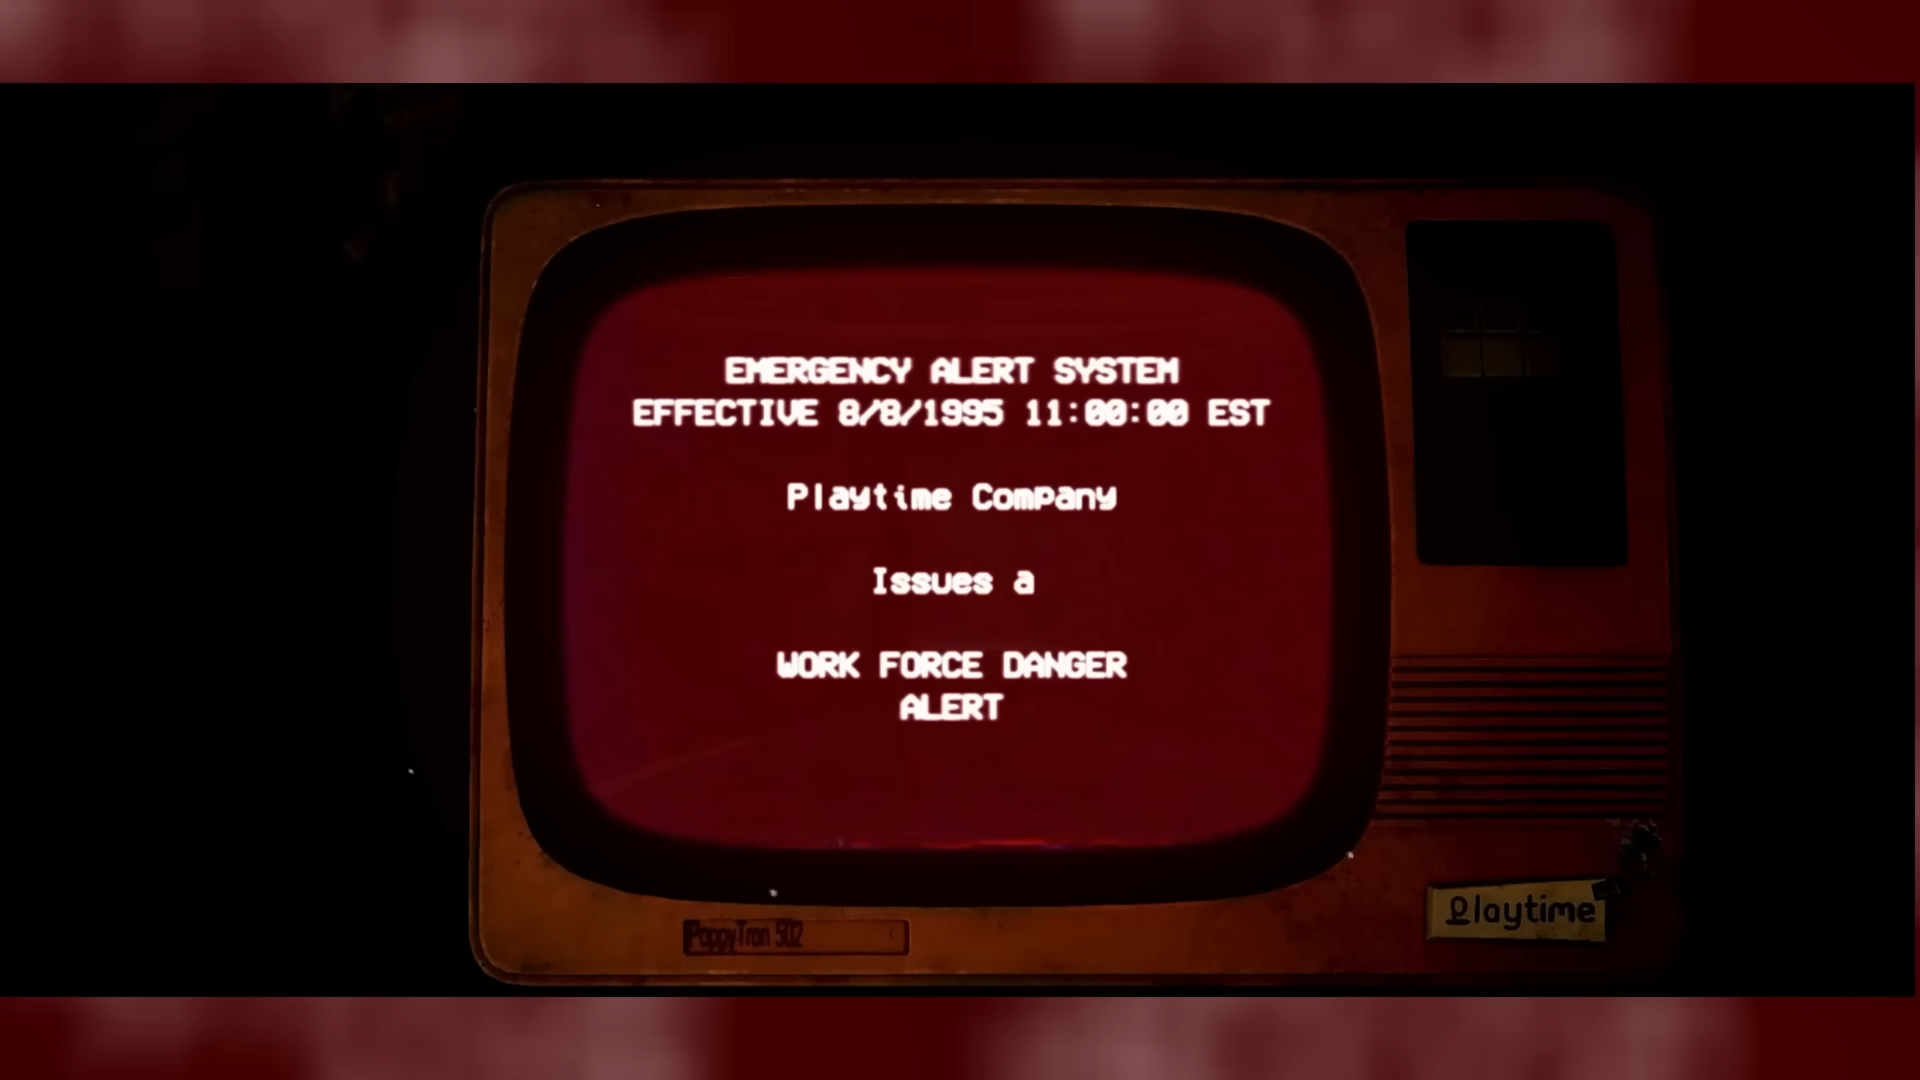 EMERGENCY ALERT SYSTEM
EFFECTIVE 8/8/1995 11:00:00 EST
Playtime Company
Issues a
WORK FORCE DANGER
ALERT
PoppyTron 502
Playtime